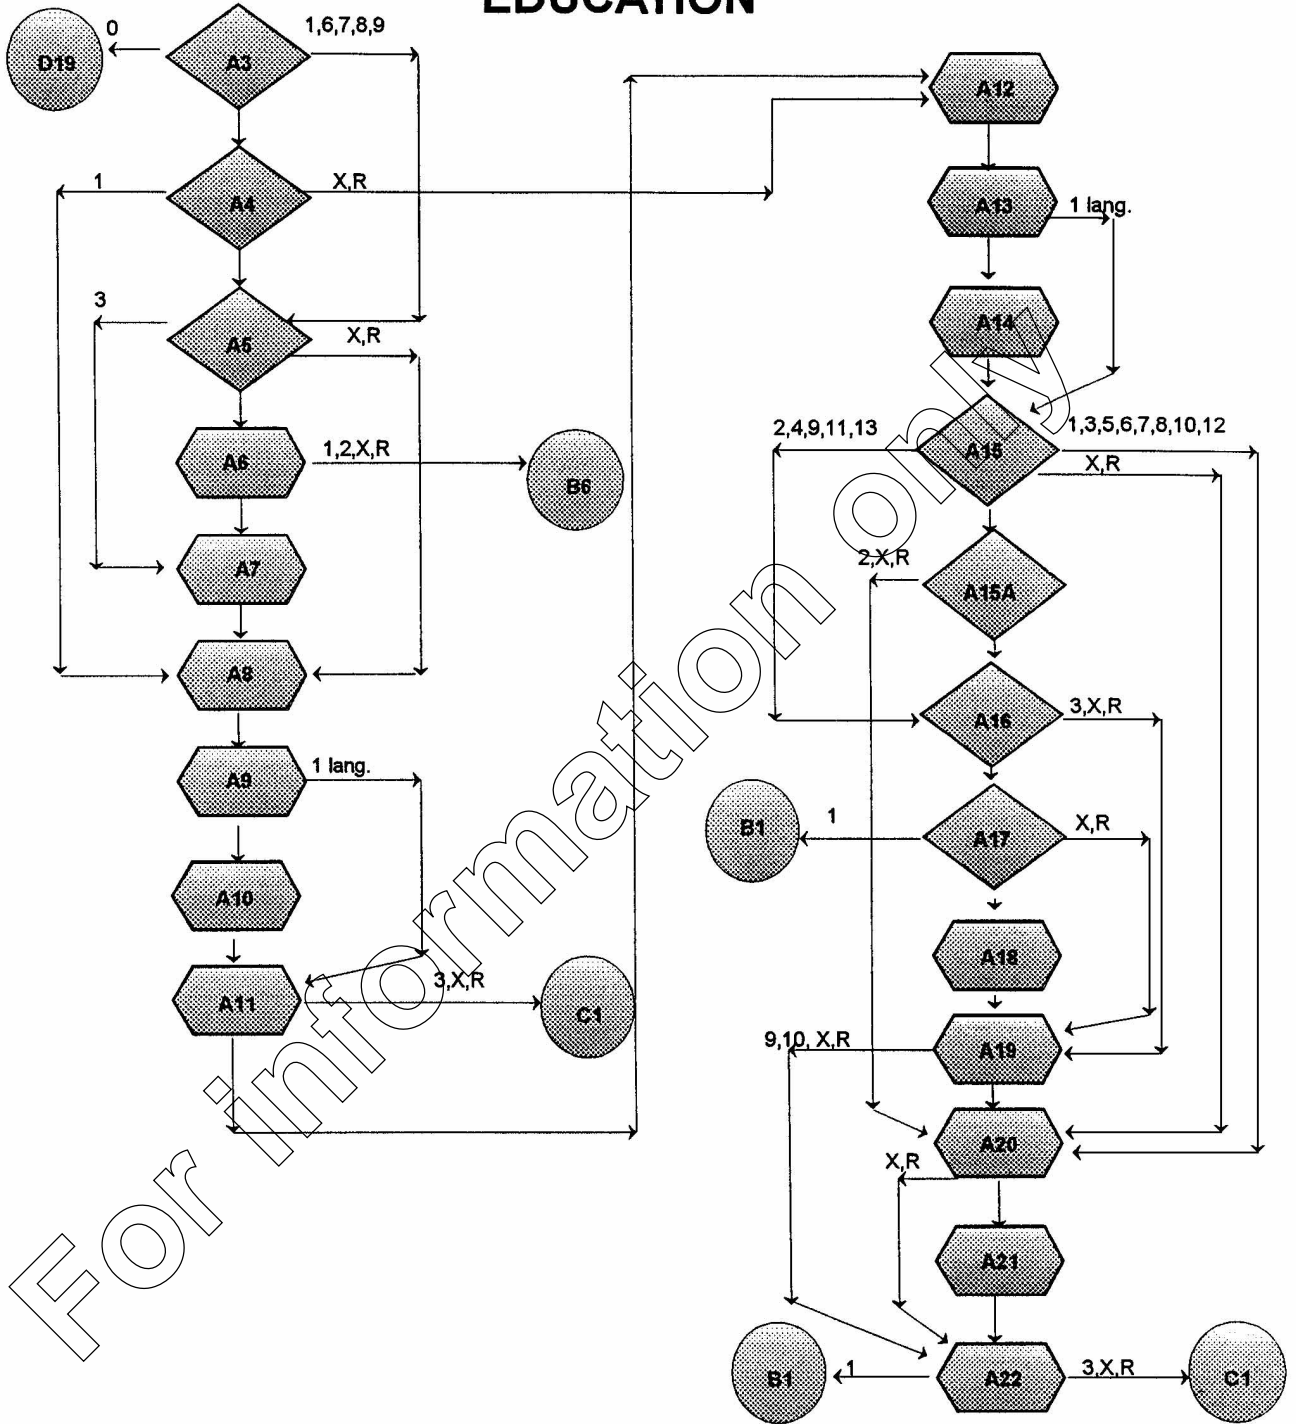 EDUCATION
D19
0
A3
1,6,7,8,9
1
A4
X,R
3
A5
X,R
A6
1,2,X,R
B6
A7
A8
A9
1 lang.
A10
A11
3,X,R
C1
A12
A13
1 lang.
A14
2,4,9,11,13
A15
1,3,5,6,7,8,10,12
X,R
2,X,R
A15A
A16
3,X,R
B1
1
A17
X,R
A18
9,10, X,R
A19
A20
X,R
A21
B1
1
A22
3,X,R
C1
For information only